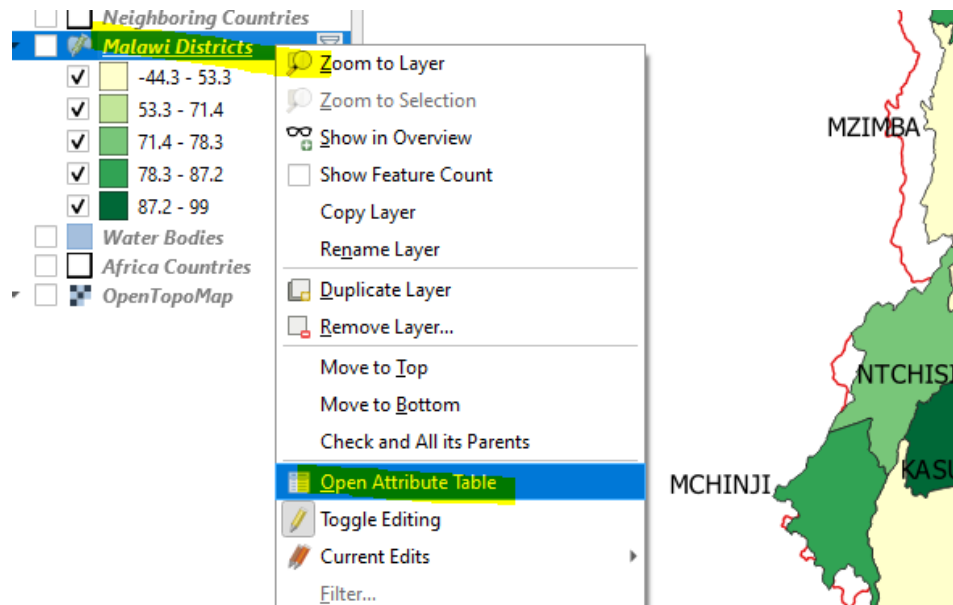 Neighboring Countries
Malawi Districts
-44.3 - 53.3
53.3 - 71.4
71.4 - 78.3
78.3 - 87.2
87.2 - 99
Water Bodies
Africa Countries
OpenTopoMap
Zoom to Layer
Zoom to Selection
Show in Overview
Show Feature Count
Copy Layer
Rename Layer
Duplicate Layer
Remove Layer...
Move to Top
Move to Bottom
Check and All its Parents
Open Attribute Table
Toggle Editing
Current Edits
Filter...
MZIMBA
NTCHISI
KASU
MCHINJI